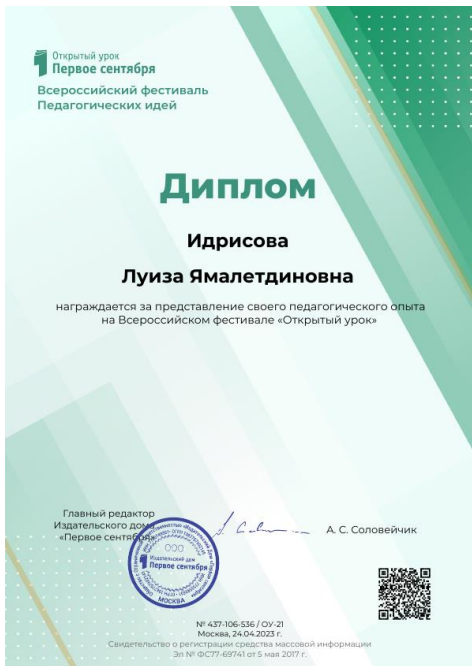 Открытый урок
Первое сентября
Всероссийский фестиваль
Педагогических идей
Диплом
Идрисова
Луиза Ямалетдиновна
награждается за представление своего педагогического опыта
на Всероссийском фестивале «Открытый урок»
Главный редактор
Издательского дома
«Первое сентября»
А. С. Соловейчик
ООО
Издательский дом
Первое сентября
МОСКВА
№ 437-106-536 / ОУ-21
Москва, 24.04.2023 г.
Свидетельство о регистрации средства массовой информации
Эл № ФС77-69741 от 5 мая 2017 г.